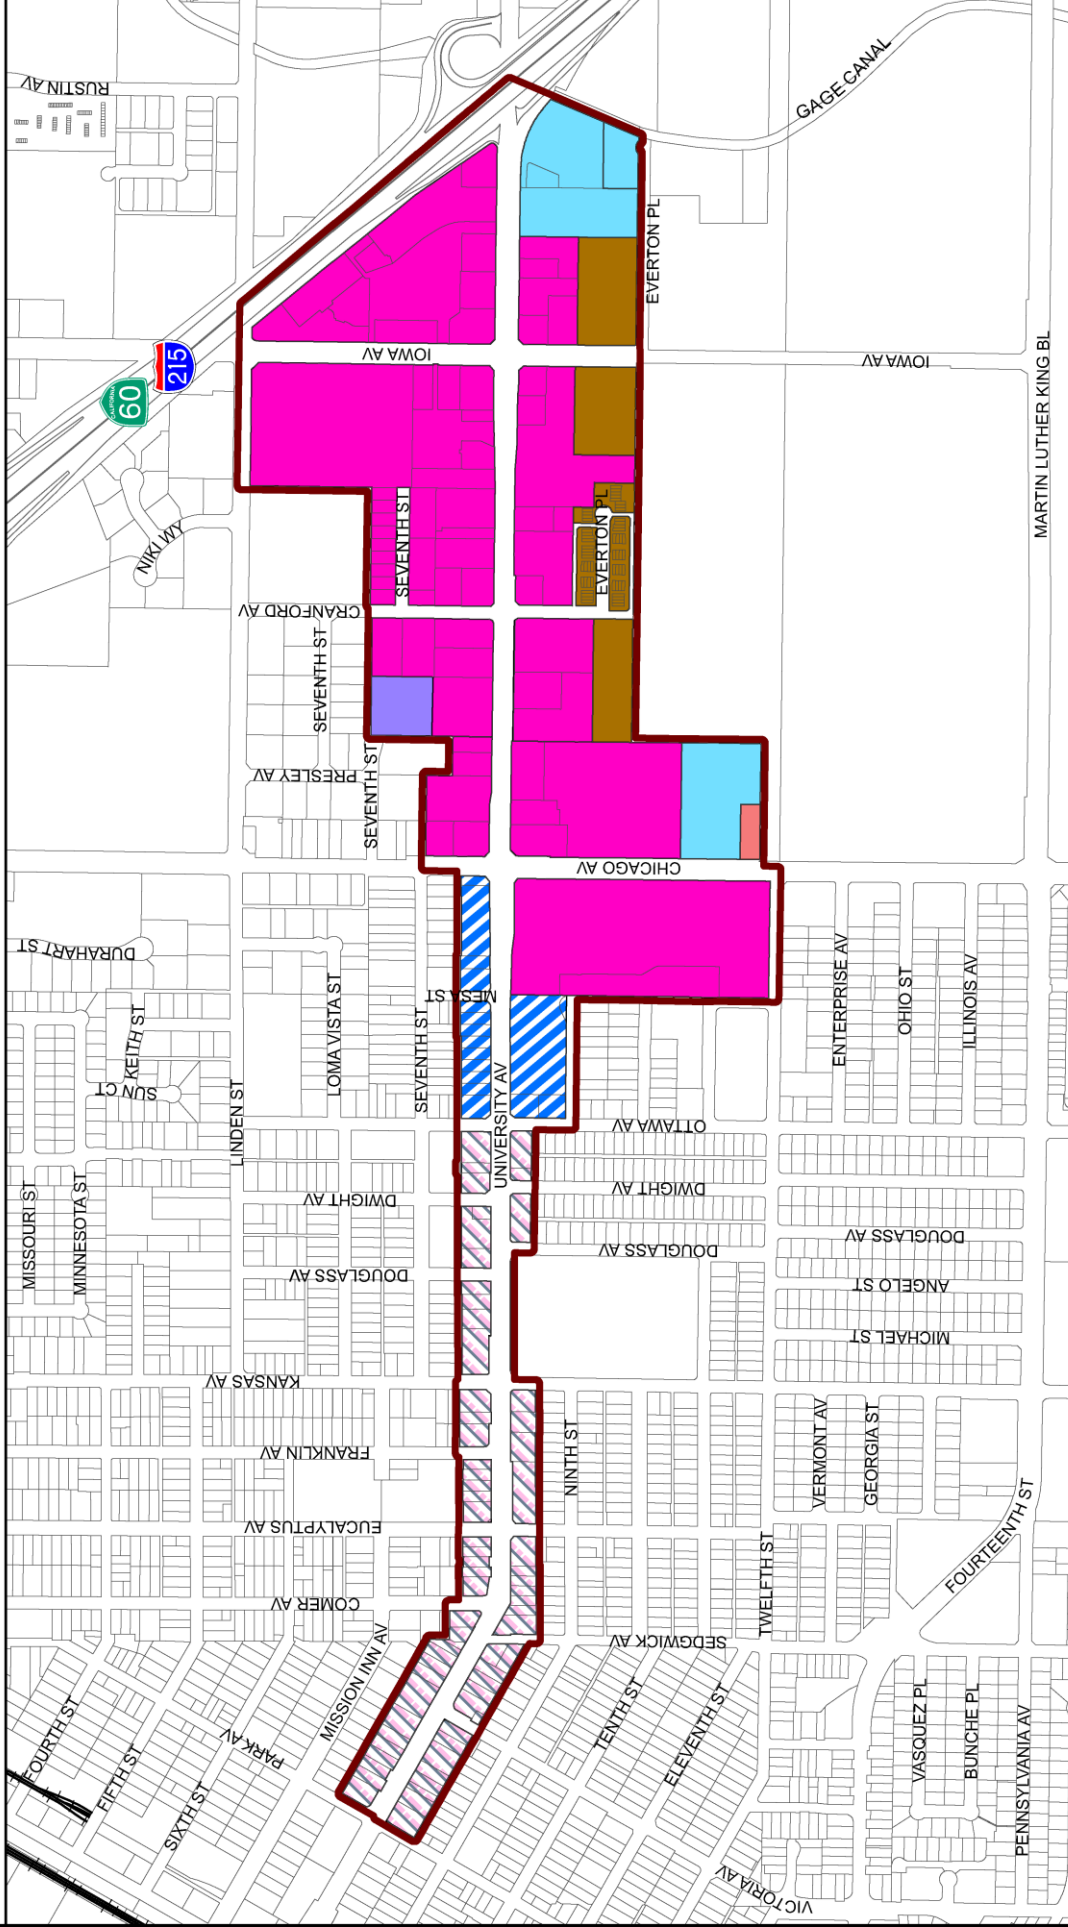 RUSTIN AV
GAGE CANAL
EVERTON PL
IOWA AV
IOWA AV
MARTIN LUTHER KING BL
215
CALIFORNIA
60
NIKI WY
SEVENTH ST
EVERTON PL
CRANFORD AV
SEVENTH ST
PRESLEY AV
SEVENTH ST
CHICAGO AV
DURAHART ST
MESA ST
KEITH ST
LOMA VISTA ST
SEVENTH ST
ENTERPRISE AV
OHIO ST
ILLINOIS AV
SUN CT
LINDEN ST
UNIVERSITY AV
OTTAWA AV
MISSOURI ST
MINNESOTA ST
DWIGHT AV
DWIGHT AV
DOUGLASS AV
DOUGLASS AV
DOUGLASS AV
ANGELO ST
MICHAEL ST
KANSAS AV
FRANKLIN AV
NINTH ST
VERMONT AV
GEORGIA ST
EUCALYPTUS AV
FOURTEENTH ST
TWELFTH ST
COMER AV
SEDGWICK AV
MISSION INN AV
FOURTH ST
FIFTH ST
PARK AV
SIXTH ST
TENTH ST
ELEVENTH ST
VASQUEZ PL
BUNCHE PL
PENNSYLVANIA AV
VICTORIA AV